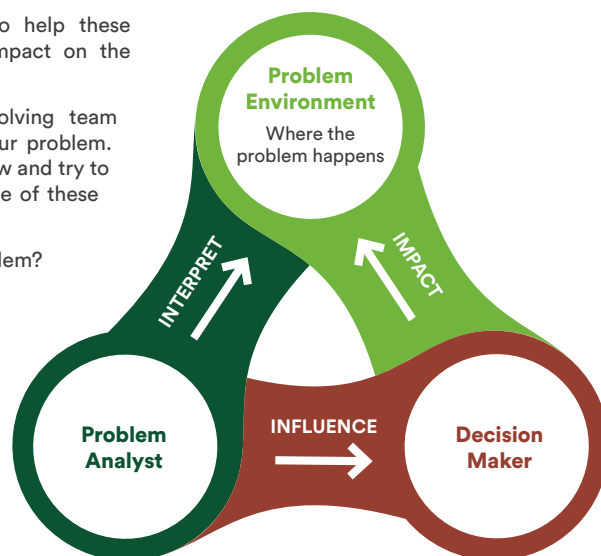 o help these
mpact on the
olving team
ur problem.
w and try to
e of these
lem?
Problem
Environment
Where the
problem happens
INTERPRET
IMPACT
Problem
Analyst
INFLUENCE
Decision
Maker